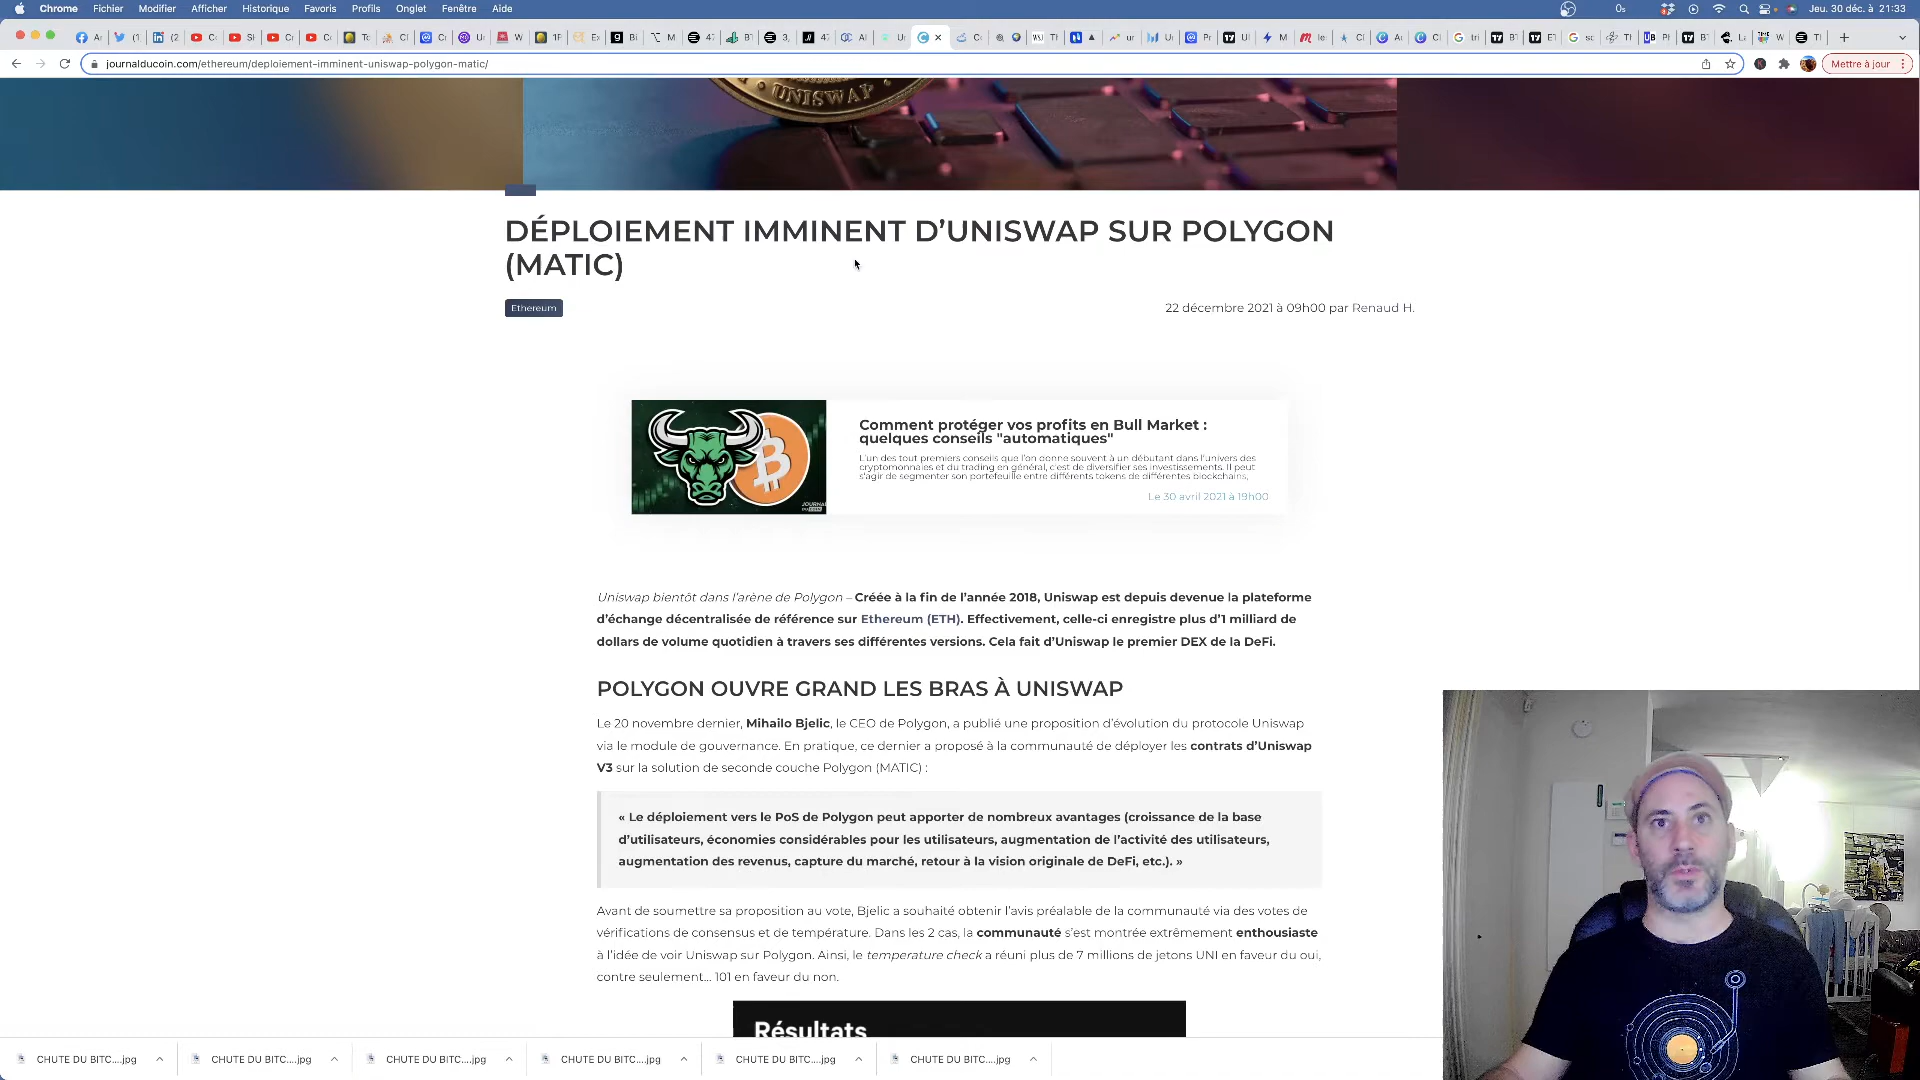 Chrome Fichier Modifier Afficher Historique Favoris Profils Onglet Fenêtre Aide
0s
Jeu. 30 déc. à 21:33
journalducoin.com/ethereum/deploiement-imminent-uniswap-polygon-matic/
Mettre à jour
UNISWAP
DÉPLOIEMENT IMMINENT D’UNISWAP SUR POLYGON
(MATIC)
Ethereum
22 décembre 2021 à 09h00 par Renaud H.
Comment protéger vos profits en Bull Market :
quelques conseils "automatiques"
L’un des tout premiers conseils que l’on donne souvent à un débutant dans l’univers des
cryptomonnaies et du trading en général, c’est de diversifier ses investissements. Il peut
s’agir de segmenter son portefeuille entre différents tokens de différentes blockchains,
Le 30 avril 2021 à 19h00
Uniswap bientôt dans l’arène de Polygon – Créée à la fin de l’année 2018, Uniswap est depuis devenue la plateforme
d’échange décentralisée de référence sur Ethereum (ETH). Effectivement, celle-ci enregistre plus d’1 milliard de
dollars de volume quotidien à travers ses différentes versions. Cela fait d’Uniswap le premier DEX de la DeFi.
POLYGON OUVRE GRAND LES BRAS À UNISWAP
Le 20 novembre dernier, Mihailo Bjelic, le CEO de Polygon, a publié une proposition d’évolution du protocole Uniswap
via le module de gouvernance. En pratique, ce dernier a proposé à la communauté de déployer les contrats d’Uniswap
V3 sur la solution de seconde couche Polygon (MATIC) :
« Le déploiement vers le PoS de Polygon peut apporter de nombreux avantages (croissance de la base
d’utilisateurs, économies considérables pour les utilisateurs, augmentation de l’activité des utilisateurs,
augmentation des revenus, capture du marché, retour à la vision originale de DeFi, etc.). »
Avant de soumettre sa proposition au vote, Bjelic a souhaité obtenir l’avis préalable de la communauté via des votes de
vérifications de consensus et de température. Dans les 2 cas, la communauté s’est montrée extrêmement enthousiaste
à l’idée de voir Uniswap sur Polygon. Ainsi, le temperature check a réuni plus de 7 millions de jetons UNI en faveur du oui,
contre seulement… 101 en faveur du non.
Résultats
CHUTE DU BITC....jpg CHUTE DU BITC....jpg CHUTE DU BITC....jpg CHUTE DU BITC....jpg CHUTE DU BITC....jpg CHUTE DU BITC....jpg